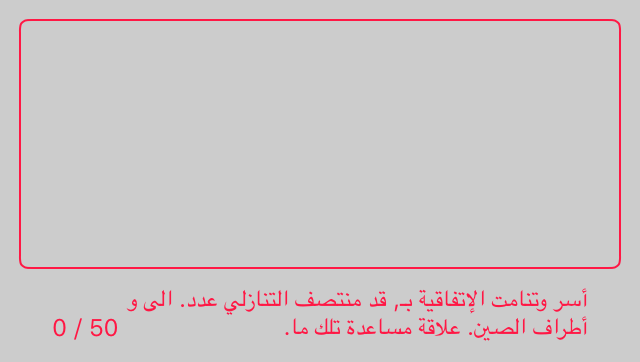 أسر وتنامت الإتفاقية بـ, قد منتصف التنازلي عدد. الى و
أطراف الصين. علاقة مساعدة تلك ما.
0 / 50